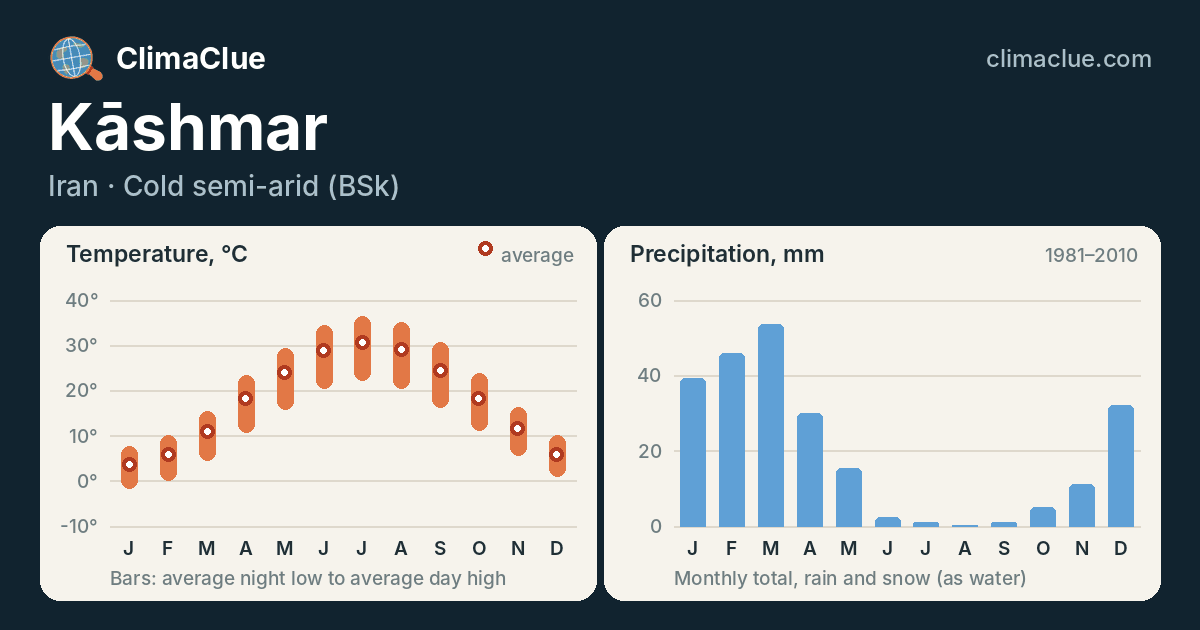 ClimaClue
climaclue.com
Kāshmar
Iran · Cold semi-arid (BSk)
Temperature, °C
average
40°
30°
20°
10°
0°
-10°
J F M A M J J A S O N D
Bars: average night low to average day high
Precipitation, mm
1981–2010
60
40
20
0
J F M A M J J A S O N D
Monthly total, rain and snow (as water)